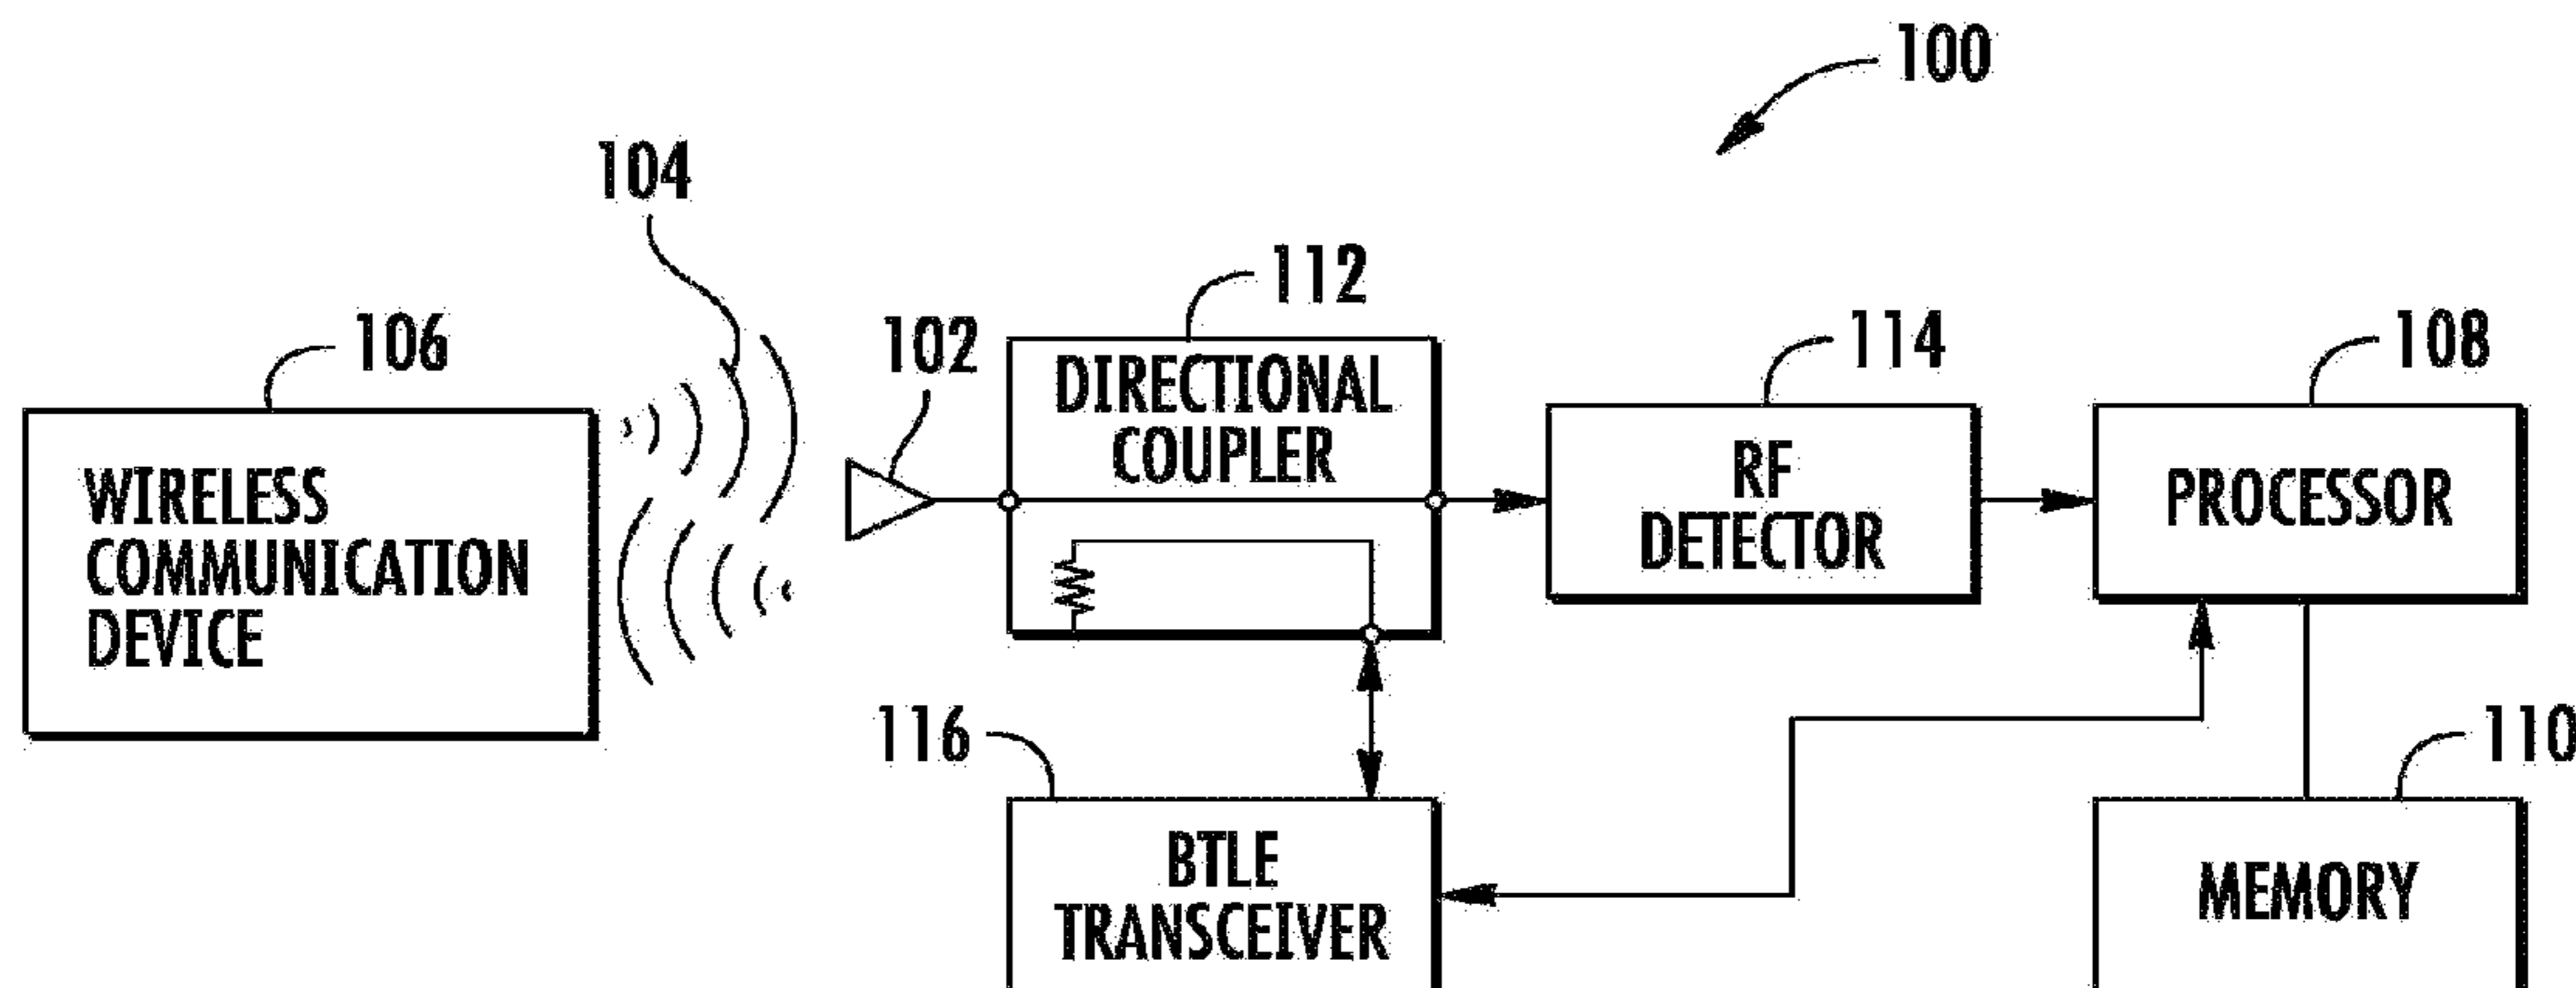 100
104
112
106
102
114
108
DIRECTIONAL
COUPLER
WIRELESS
COMMUNICATION
DEVICE
RF
DETECTOR
PROCESSOR
116
110
BTLE
TRANSCEIVER
MEMORY